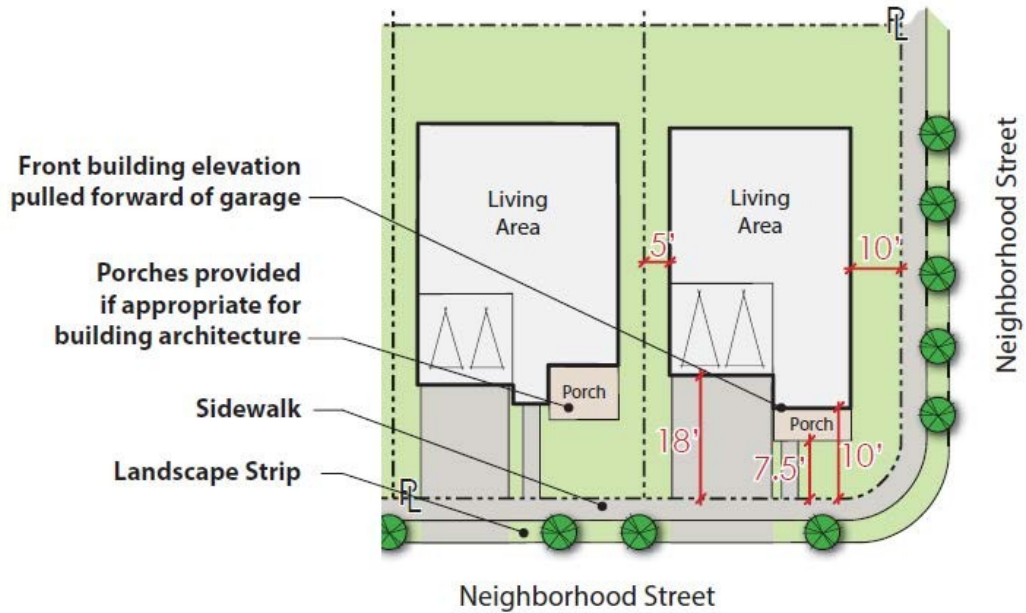 PL
Front building elevation
pulled forward of garage
Living
Area
Living
Area
5'
10'
Porches provided
if appropriate for
building architecture
Neighborhood Street
Porch
Porch
Sidewalk
18'
7.5'
10'
Landscape Strip
PL
Neighborhood Street